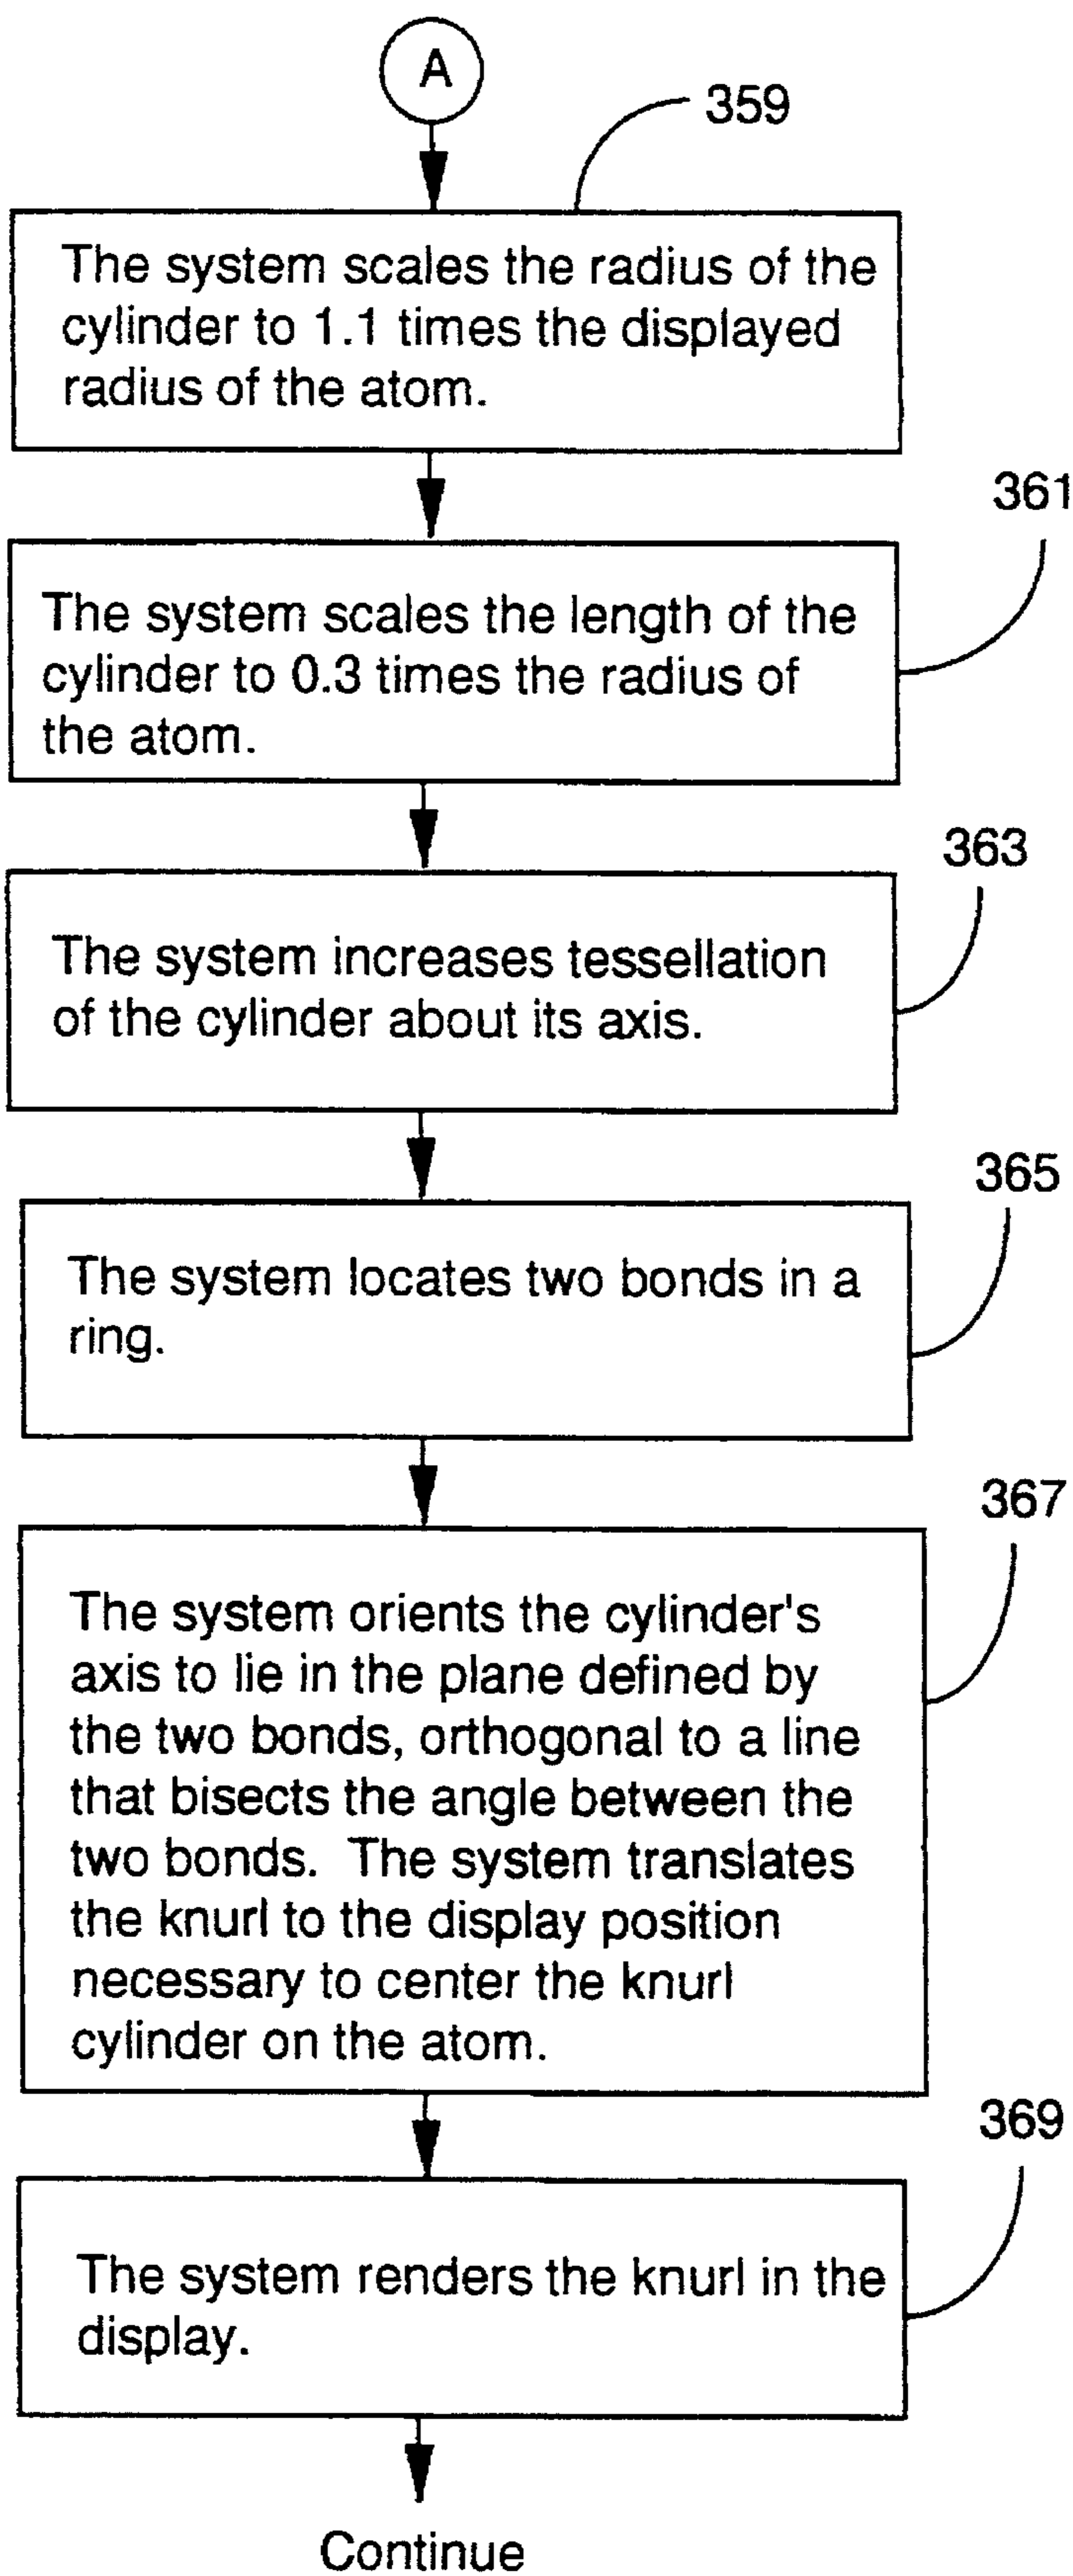 A
359
The system scales the radius of the
cylinder to 1.1 times the displayed
radius of the atom.
361
The system scales the length of the
cylinder to 0.3 times the radius of
the atom.
363
The system increases tessellation
of the cylinder about its axis.
365
The system locates two bonds in a
ring.
367
The system orients the cylinder's
axis to lie in the plane defined by
the two bonds, orthogonal to a line
that bisects the angle between the
two bonds.  The system translates
the knurl to the display position
necessary to center the knurl
cylinder on the atom.
369
The system renders the knurl in the
display.
Continue